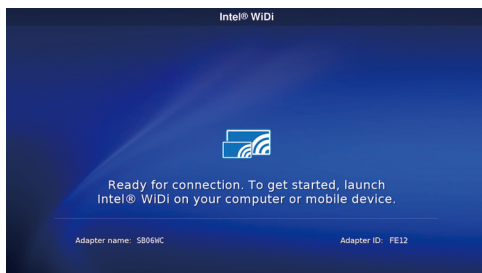 Intel® WiDi
Ready for connection. To get started, launch
Intel® WiDi on your computer or mobile device.
Adapter name: SB06WC Adapter ID: FE12